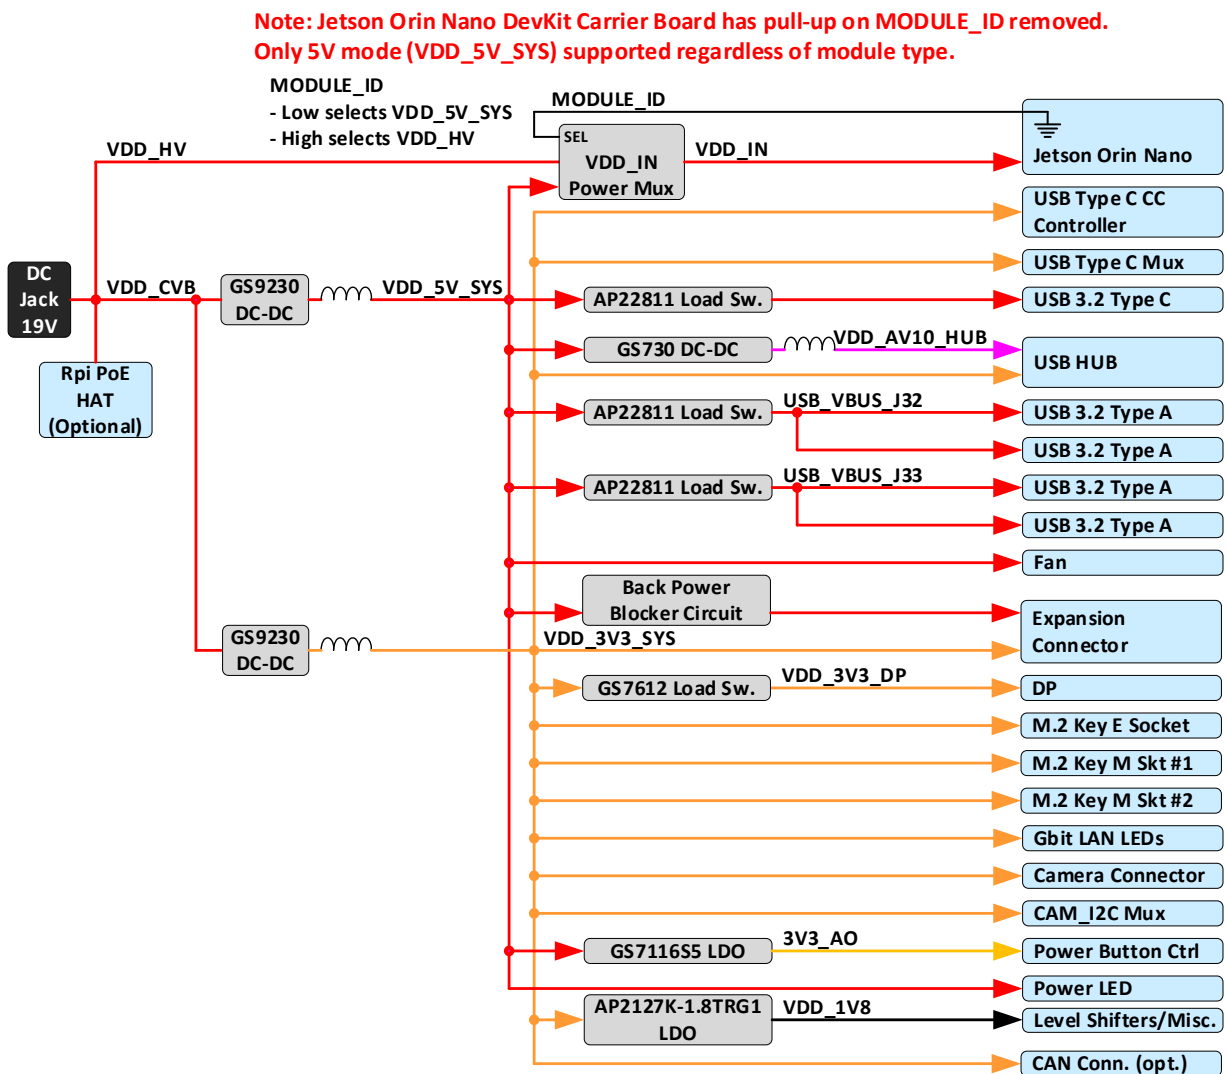 Note: Jetson Orin Nano DevKit Carrier Board has pull-up on MODULE_ID removed.
Only 5V mode (VDD_5V_SYS) supported regardless of module type.
MODULE_ID
- Low selects VDD_5V_SYS
- High selects VDD_HV
MODULE_ID
SEL
VDD_IN
Power Mux
VDD_HV
VDD_IN
Jetson Orin Nano
USB Type C CC
Controller
USB Type C Mux
DC
Jack
19V
VDD_CVB
GS9230
DC-DC
VDD_5V_SYS
AP22811 Load Sw.
USB 3.2 Type C
GS730 DC-DC
VDD_AV10_HUB
USB HUB
Rpi PoE
HAT
(Optional)
AP22811 Load Sw.
USB_VBUS_J32
USB 3.2 Type A
USB 3.2 Type A
AP22811 Load Sw.
USB_VBUS_J33
USB 3.2 Type A
USB 3.2 Type A
Fan
Back Power
Blocker Circuit
Expansion
Connector
GS9230
DC-DC
VDD_3V3_SYS
GS7612 Load Sw.
VDD_3V3_DP
DP
M.2 Key E Socket
M.2 Key M Skt #1
M.2 Key M Skt #2
Gbit LAN LEDs
Camera Connector
CAM_I2C Mux
GS7116S5 LDO
3V3_AO
Power Button Ctrl
Power LED
AP2127K-1.8TRG1
LDO
VDD_1V8
Level Shifters/Misc.
CAN Conn. (opt.)